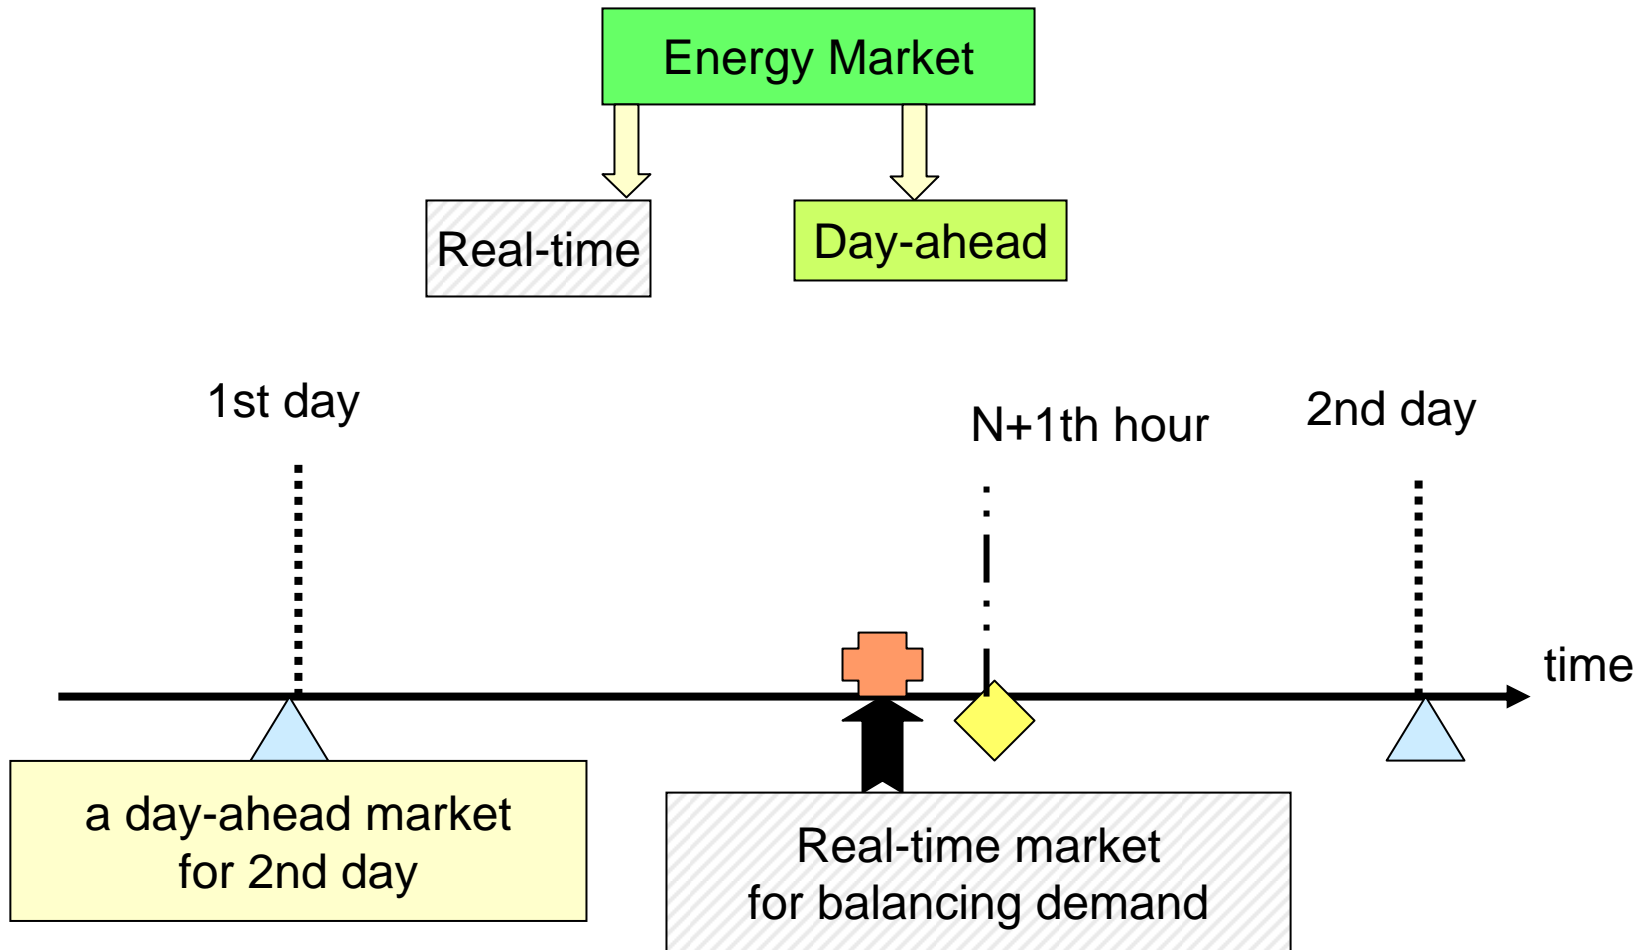 Energy Market
Real-time
Day-ahead
1st day
N+1th hour
2nd day
time
a day-ahead market
for 2nd day
Real-time market
for balancing demand